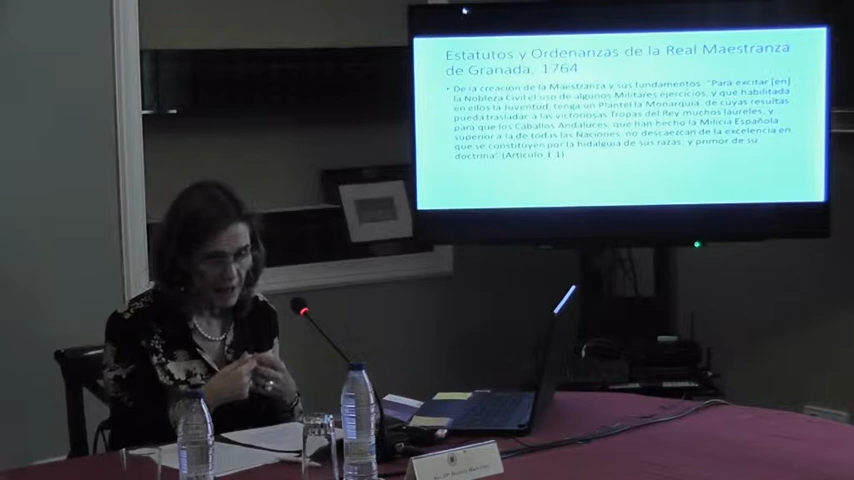 Estatutos y Ordenanzas de la Real Maestranza
de Granada, 1764
• De la creación de la Maestranza y sus fundamentos "Para excitar [en]
la Nobleza Civil el uso de algunos Militares ejercicios, y que habilitada
en ellos la Juventud, tenga un Plantel la Monarquía, de cuyas resultas
pueda trasladar a las victoriosas Tropas del Rey muchos laureles, y
para que los Caballos Andaluces, que han hecho la Milicia Española
superior a la de todas las Naciones, no descaezcan de la excelencia en
que se constituyen por la hidalguía de sus razas, y primor de su
doctrina" (Artículo 1.1)